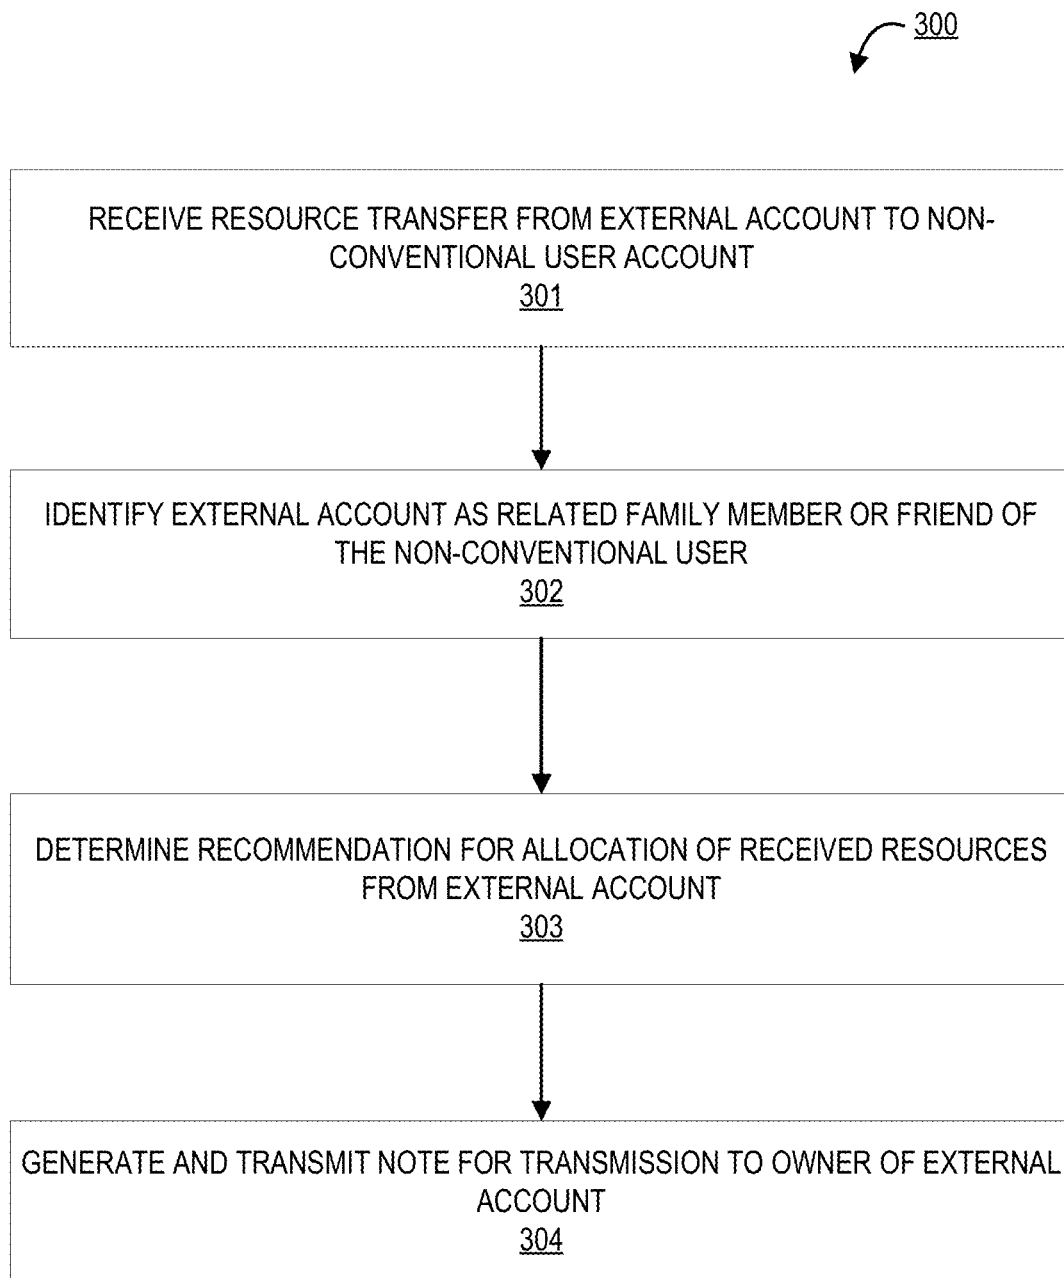 300
RECEIVE RESOURCE TRANSFER FROM EXTERNAL ACCOUNT TO NON-
CONVENTIONAL USER ACCOUNT
301
IDENTIFY EXTERNAL ACCOUNT AS RELATED FAMILY MEMBER OR FRIEND OF
THE NON-CONVENTIONAL USER
302
DETERMINE RECOMMENDATION FOR ALLOCATION OF RECEIVED RESOURCES
FROM EXTERNAL ACCOUNT
303
GENERATE AND TRANSMIT NOTE FOR TRANSMISSION TO OWNER OF EXTERNAL
ACCOUNT
304